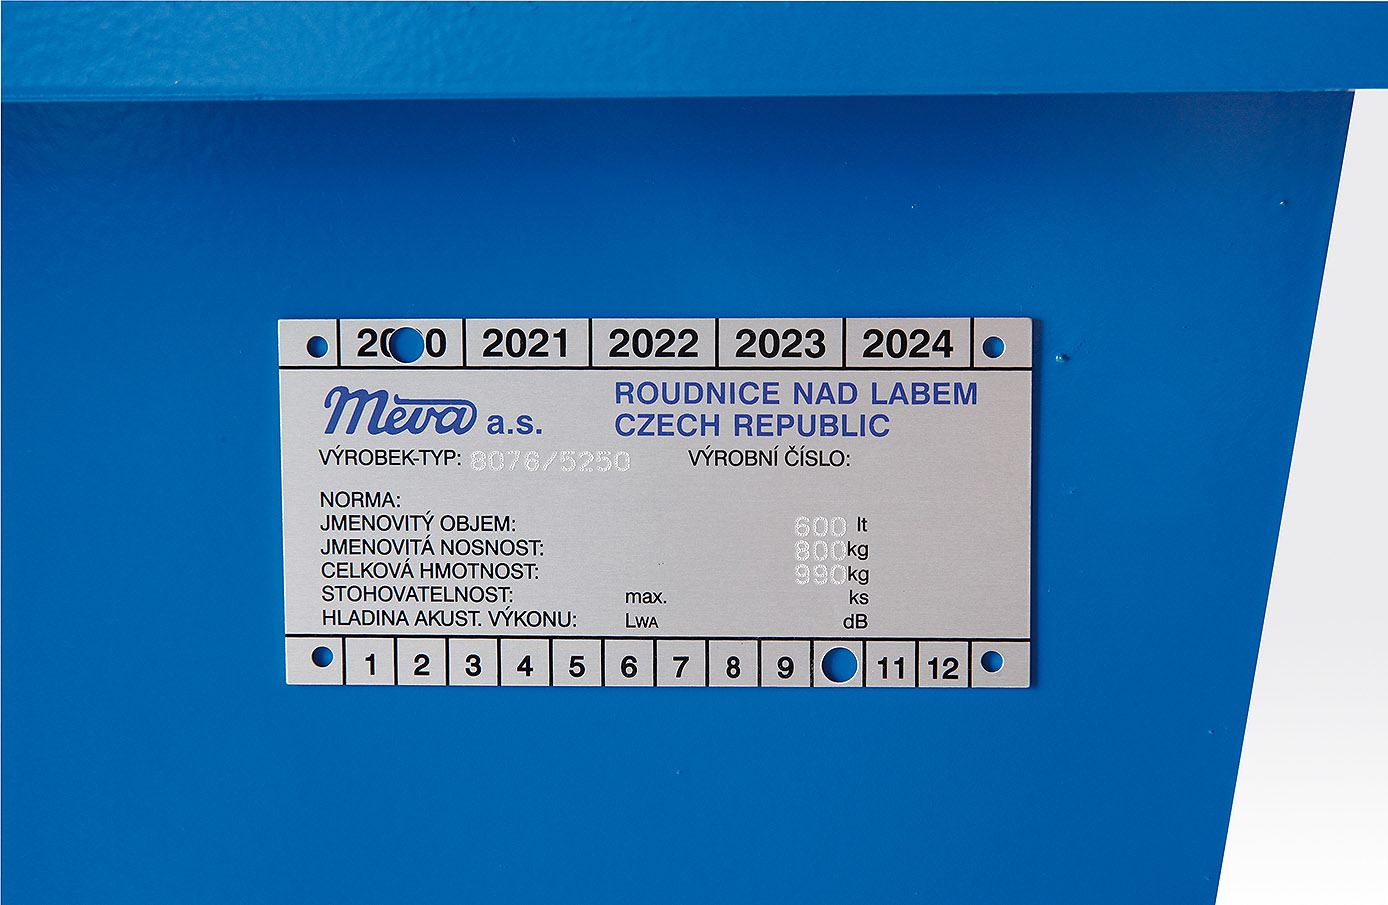 2020 2021 2022 2023 2024
Meva a.s. ROUDNICE NAD LABEM
CZECH REPUBLIC
VÝROBEK-TYP: 8076/5250 VÝROBNÍ ČÍSLO:
NORMA:
JMENOVITÝ OBJEM: 600 lt
JMENOVITÁ NOSNOST: 800 kg
CELKOVÁ HMOTNOST: 990 kg
STOHOVATELNOST: max. ks
HLADINA AKUST. VÝKONU: LWA dB
1 2 3 4 5 6 7 8 9 11 12